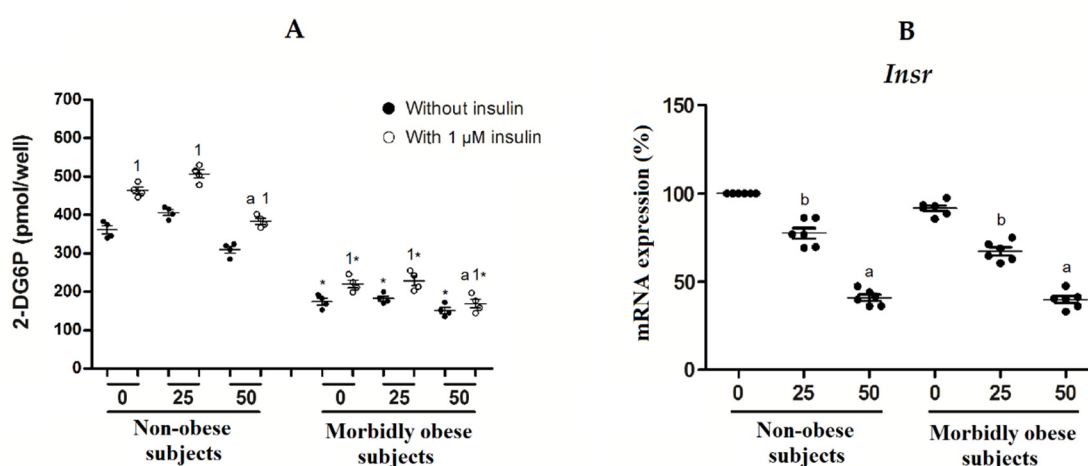 A
700
600
500
400
300
200
100
0
2-DG6P (pmol/well)
Without insulin
With 1 µM insulin
1
1
a 1
*
1*
*
1*
*
a 1*
0 25 50 0 25 50
Non-obese
subjects
Morbidly obese
subjects
B
Insr
150
100
50
0
mRNA expression (%)
b
a
b
a
0 25 50 0 25 50
Non-obese
subjects
Morbidly obese
subjects